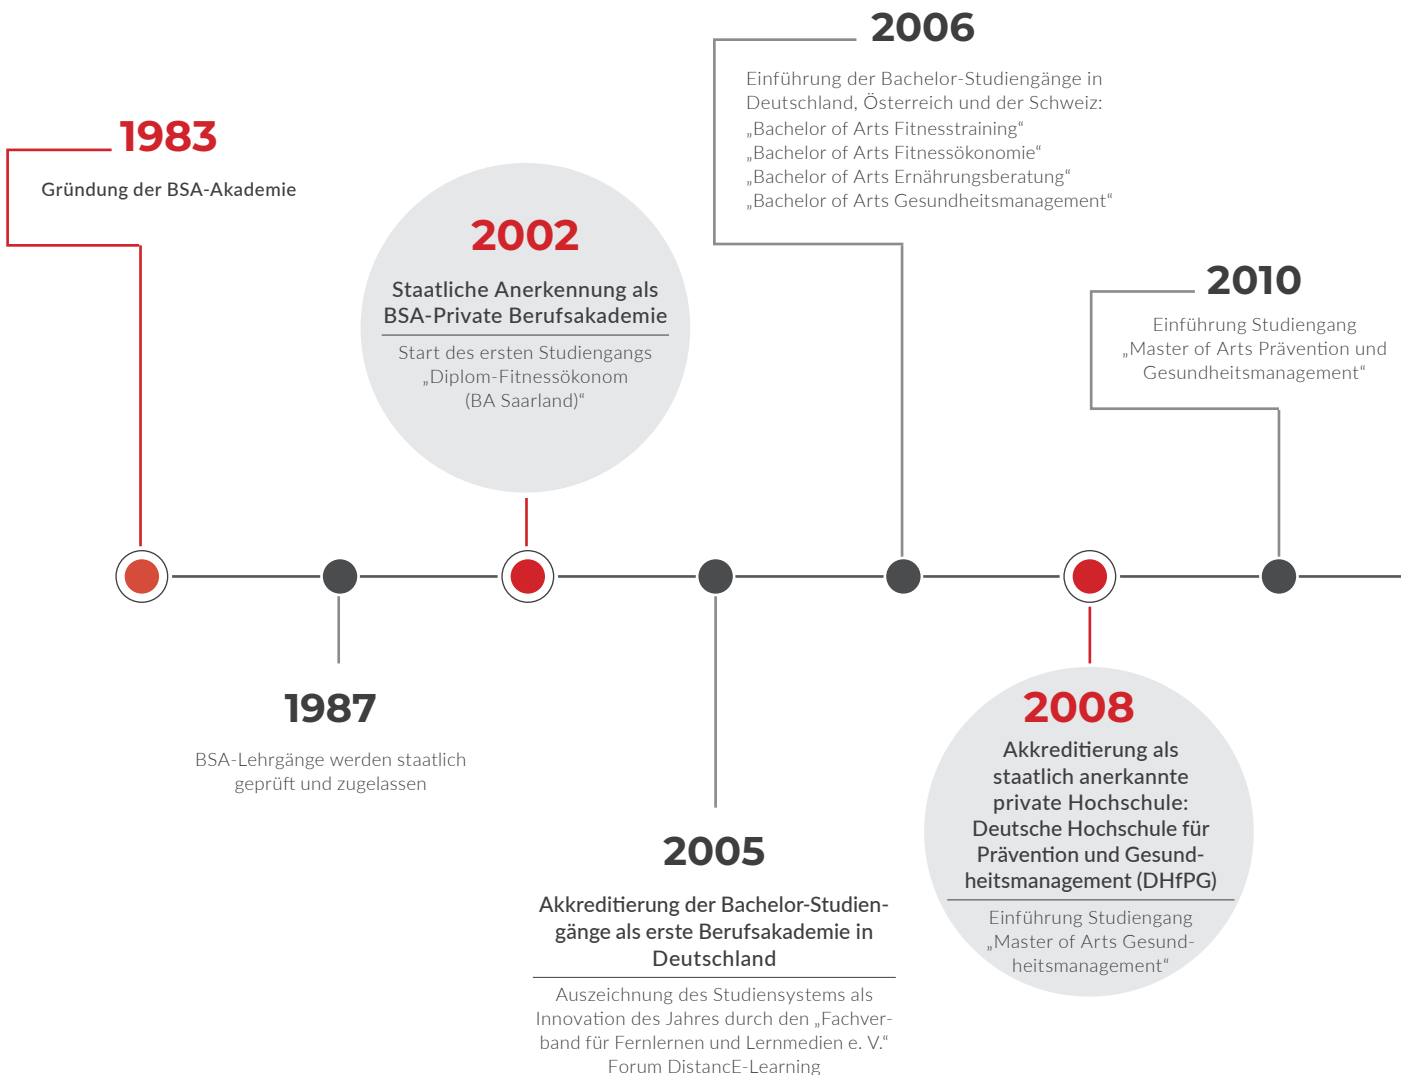 1983
Gründung der BSA-Akademie
1987
BSA-Lehrgänge werden staatlich
geprüft und zugelassen
2002
Staatliche Anerkennung als
BSA-Private Berufsakademie
Start des ersten Studiengangs
„Diplom-Fitnessökonom
(BA Saarland)“
2005
Akkreditierung der Bachelor-Studien-
gänge als erste Berufsakademie in
Deutschland
Auszeichnung des Studiensystems als
Innovation des Jahres durch den „Fachver-
band für Fernlernen und Lernmedien e. V.“
Forum DistancE-Learning
2006
Einführung der Bachelor-Studiengänge in
Deutschland, Österreich und der Schweiz:
„Bachelor of Arts Fitnesstraining“
„Bachelor of Arts Fitnessökonomie“
„Bachelor of Arts Ernährungsberatung“
„Bachelor of Arts Gesundheitsmanagement“
2008
Akkreditierung als
staatlich anerkannte
private Hochschule:
Deutsche Hochschule für
Prävention und Gesund-
heitsmanagement (DHfPG)
Einführung Studiengang
„Master of Arts Gesund-
heitsmanagement“
2010
Einführung Studiengang
„Master of Arts Prävention und
Gesundheitsmanagement“